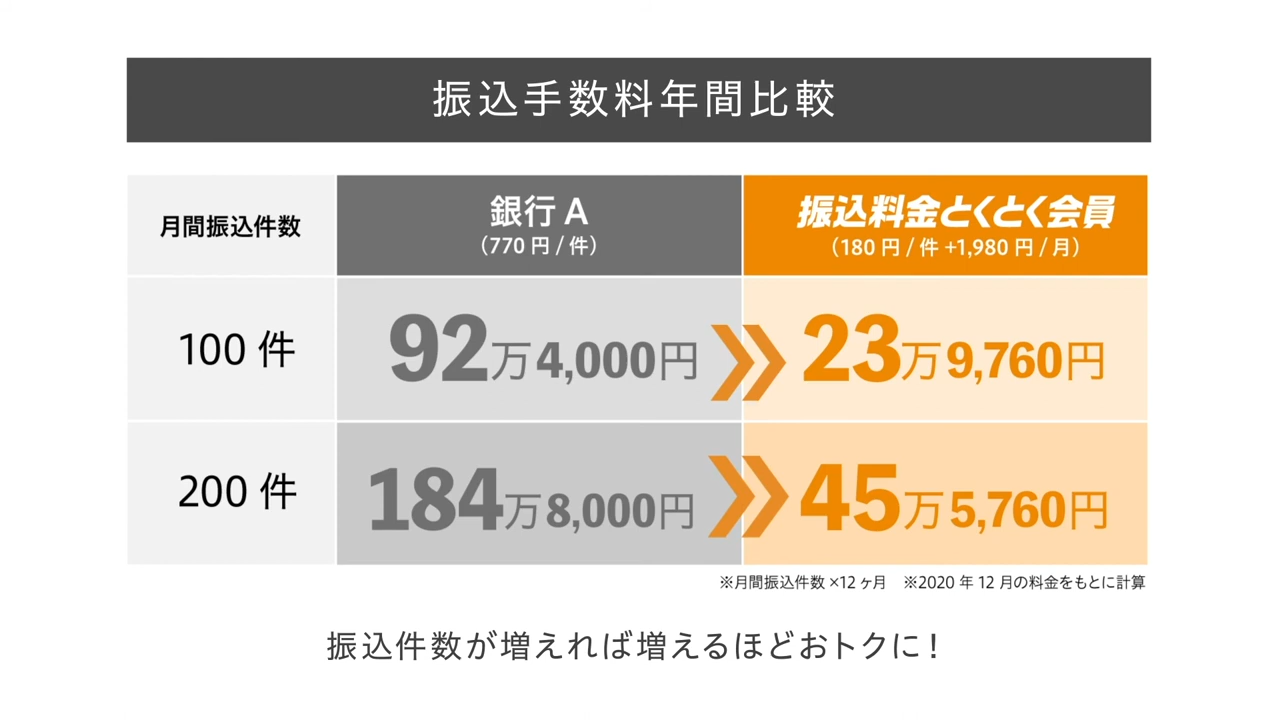 振込手数料年間比較
月間振込件数
銀行 A
（770 円 / 件）
振込料金とくとく会員
（180 円 / 件 +1,980 円 / 月）
100 件
92万4,000円
23万9,760円
200 件
184万8,000円
45万5,760円
※月間振込件数 ×12 ヶ月　※2020 年 12 月の料金をもとに計算
振込件数が増えれば増えるほどおトクに！